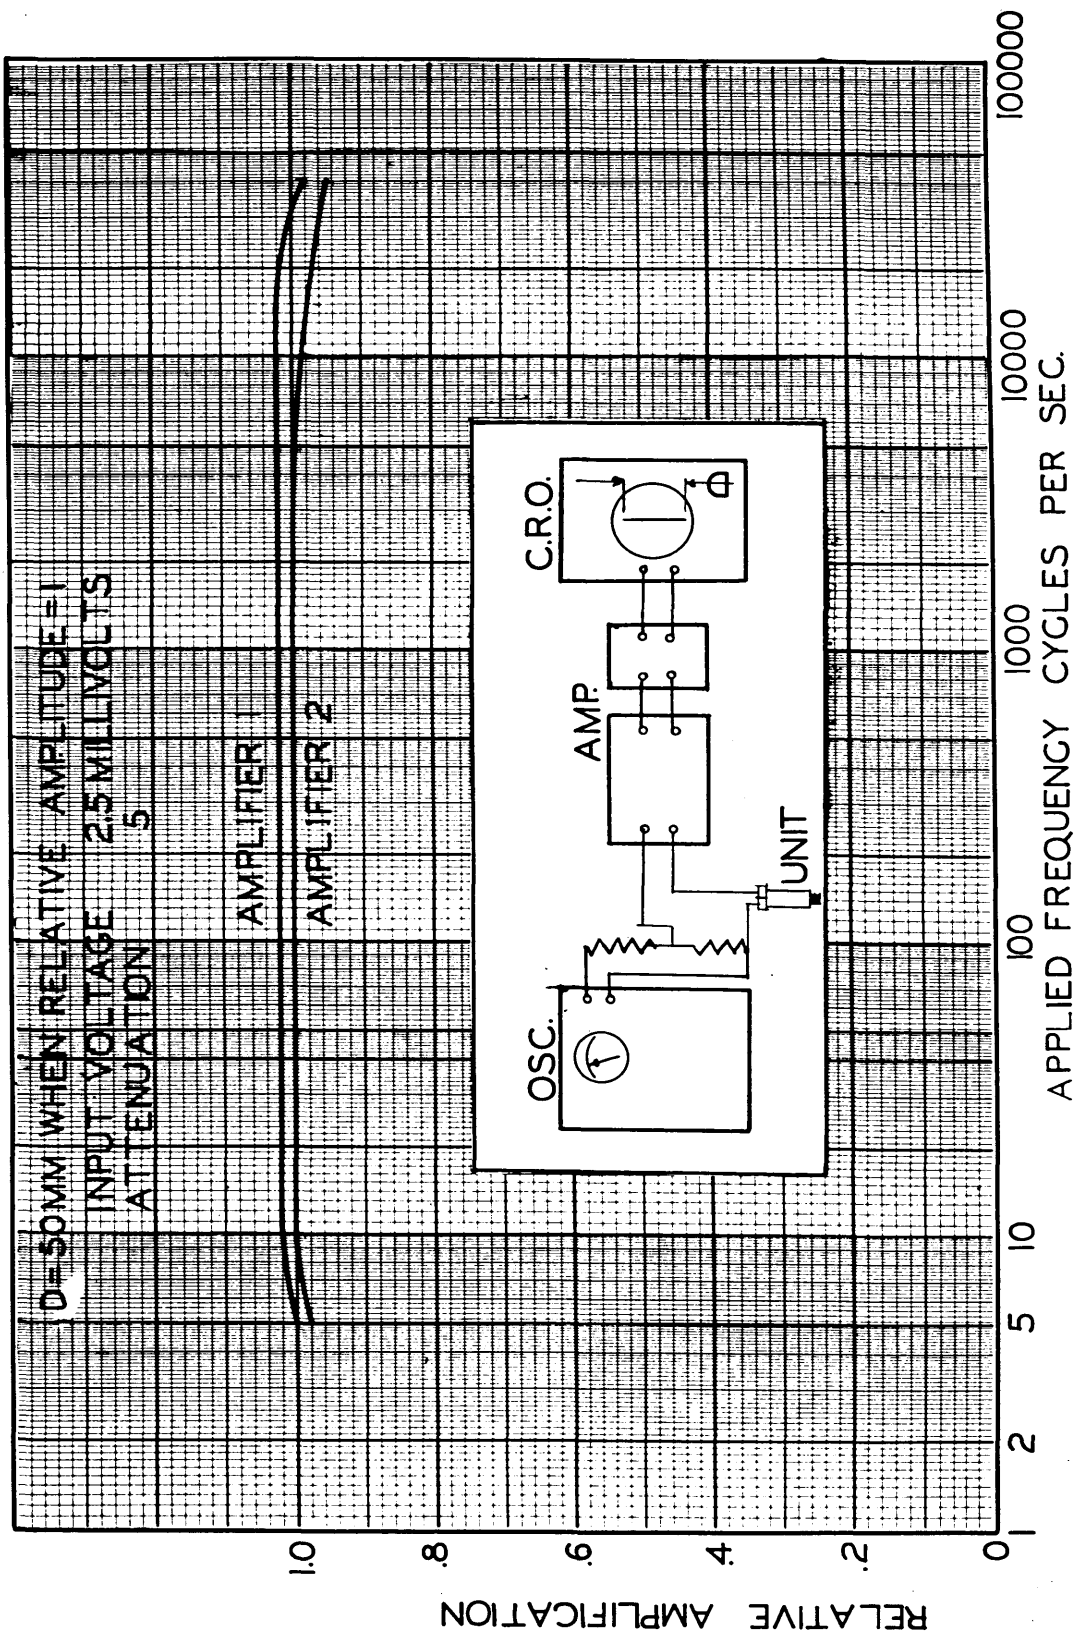 D=50MM WHEN RELATIVE AMPLITUDE=1
INPUT VOLTAGE 2.5 MILLIVOLTS
ATTENUATION 5
AMPLIFIER 1
AMPLIFIER 2
OSC.
AMP.
C.R.O.
D
UNIT
1.0
.8
.6
.4
.2
0
RELATIVE AMPLIFICATION
1 2 5 10 100 1000 10000 100000
APPLIED FREQUENCY CYCLES PER SEC.